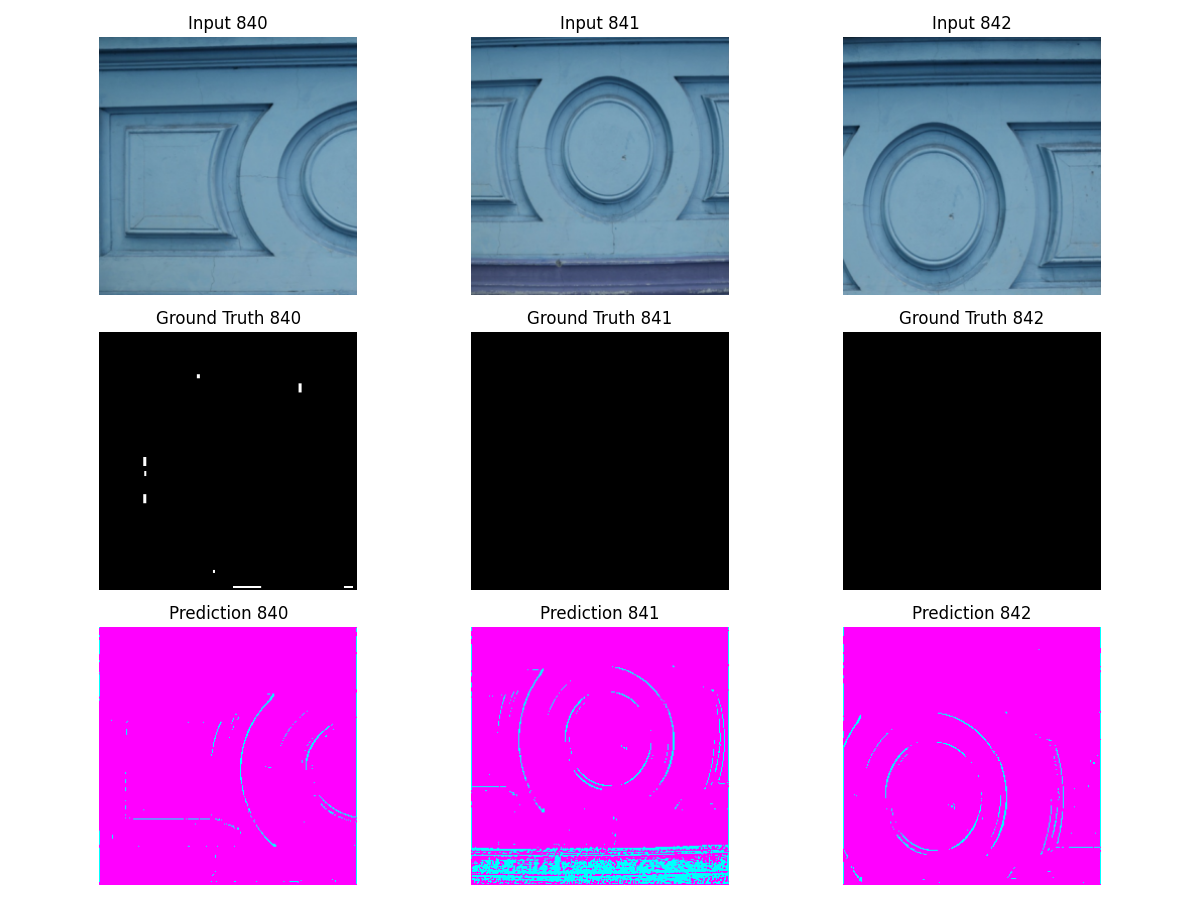 Input 840
Input 841
Input 842
Ground Truth 840
Ground Truth 841
Ground Truth 842
Prediction 840
Prediction 841
Prediction 842